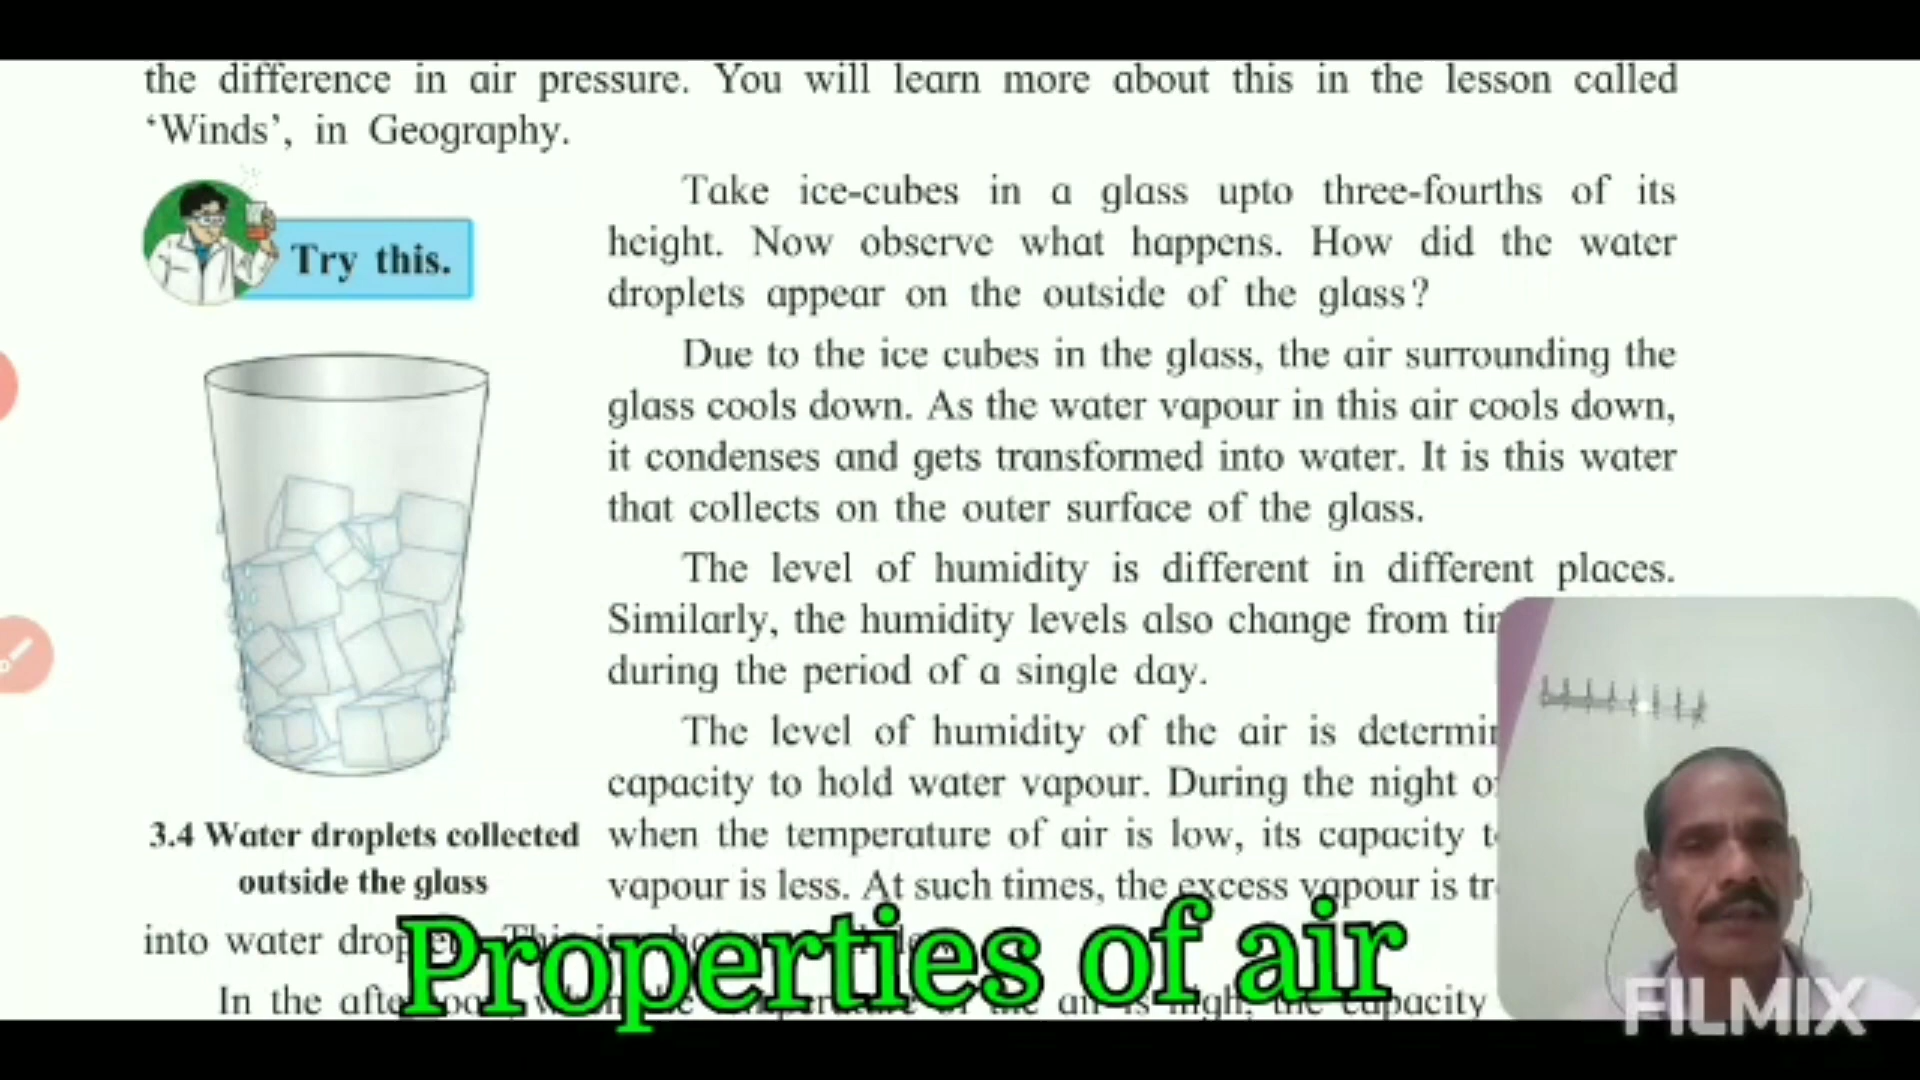 the difference in air pressure. You will learn more about this in the lesson called
‘Winds’, in Geography.
Try this.
Take ice-cubes in a glass upto three-fourths of its
height. Now observe what happens. How did the water
droplets appear on the outside of the glass?
Due to the ice cubes in the glass, the air surrounding the
glass cools down. As the water vapour in this air cools down,
it condenses and gets transformed into water. It is this water
that collects on the outer surface of the glass.
The level of humidity is different in different places.
Similarly, the humidity levels also change from
during the period of a single day.
The level of humidity of the air is
capacity to hold water vapour. During the night
when the temperature of air is low, its capacity
vapour is less. At such times, the excess vapour is
3.4 Water droplets collected
outside the glass
into water
In the the capacity
Properties of air
FILMIX